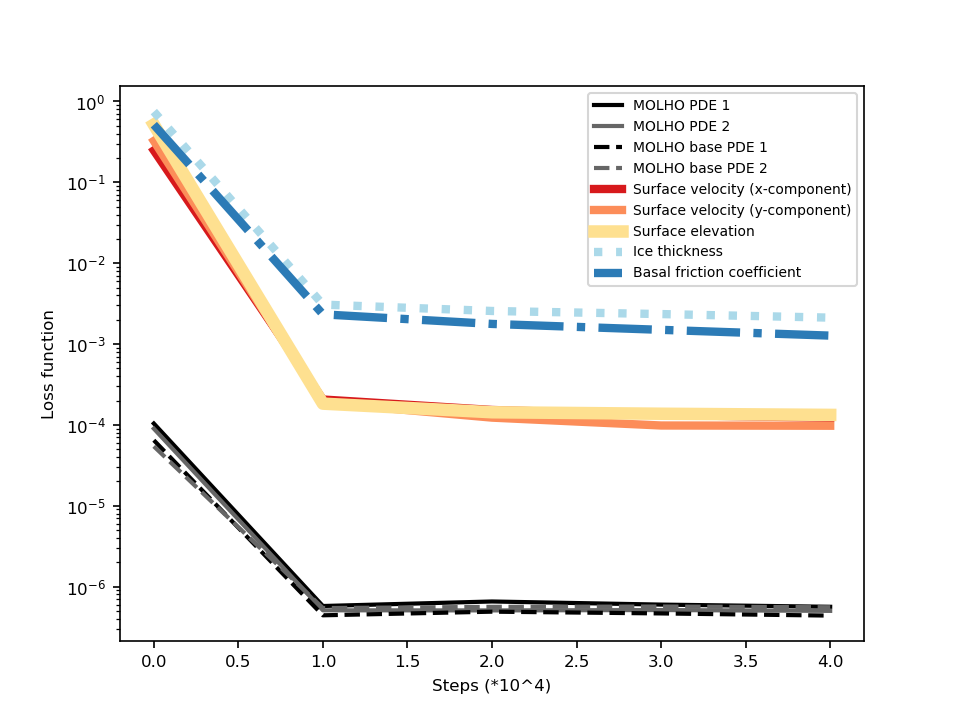 10^0
10^−1
10^−2
10^−3
10^−4
10^−5
10^−6
Loss function
MOLHO PDE 1
MOLHO PDE 2
MOLHO base PDE 1
MOLHO base PDE 2
Surface velocity (x-component)
Surface velocity (y-component)
Surface elevation
Ice thickness
Basal friction coefficient
0.0 0.5 1.0 1.5 2.0 2.5 3.0 3.5 4.0
Steps (*10^4)